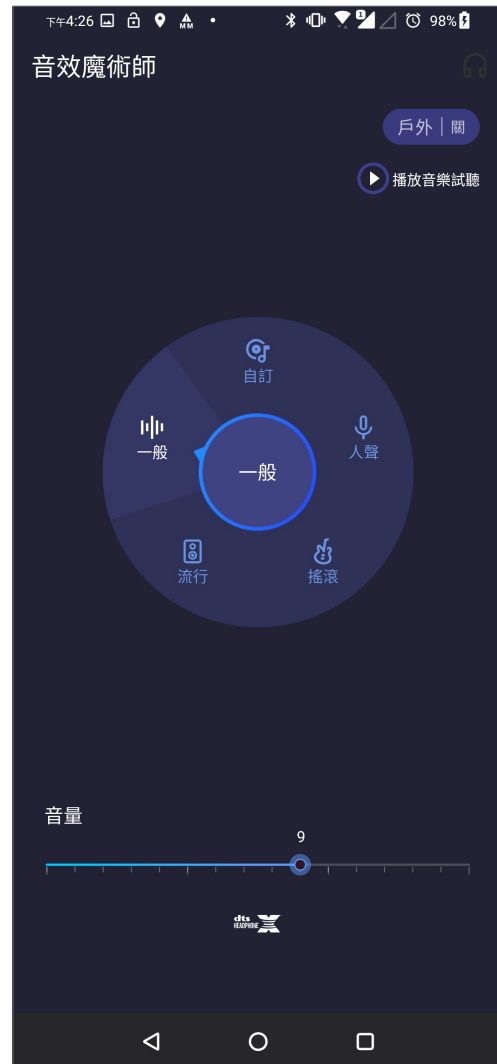 下午4:26
1
98%
音效魔術師
戶外｜關
播放音樂試聽
自訂
一般
人聲
一般
流行
搖滾
音量
9
dts
HEADPHONE X